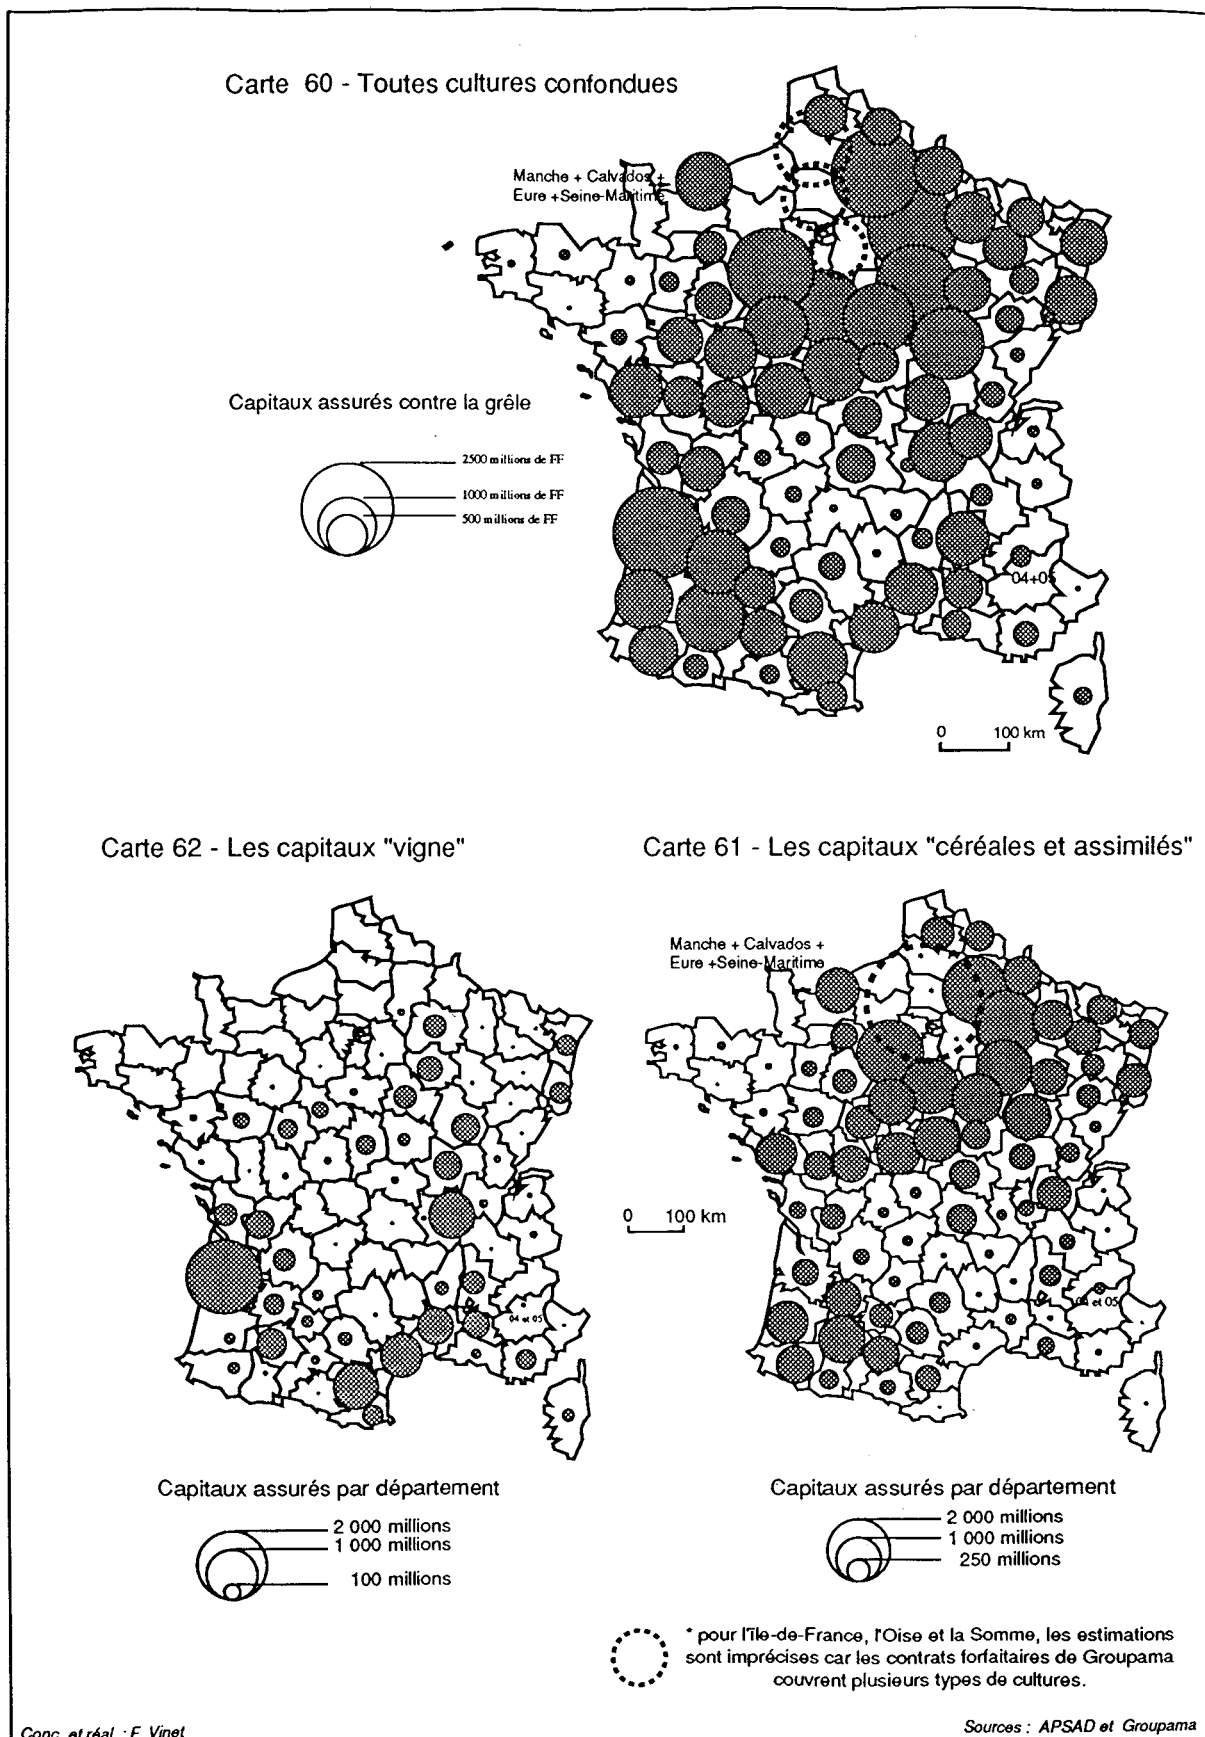 Carte 60 - Toutes cultures confondues
Manche + Calvados +
Eure +Seine-Maritime
Capitaux assurés contre la grêle
2500 millions de FF
1000 millions de FF
500 millions de FF
04+05
0 100 km
Carte 62 - Les capitaux "vigne"
04 et 05
Capitaux assurés par département
2 000 millions
1 000 millions
100 millions
Carte 61 - Les capitaux "céréales et assimilés"
Manche + Calvados +
Eure +Seine-Maritime
0 100 km
04 et 05
Capitaux assurés par département
2 000 millions
1 000 millions
250 millions
* pour l'île-de-France, l'Oise et la Somme, les estimations
sont imprécises car les contrats forfaitaires de Groupama
couvrent plusieurs types de cultures.
Conc. et réal. : F. Vinet
Sources : APSAD et Groupama